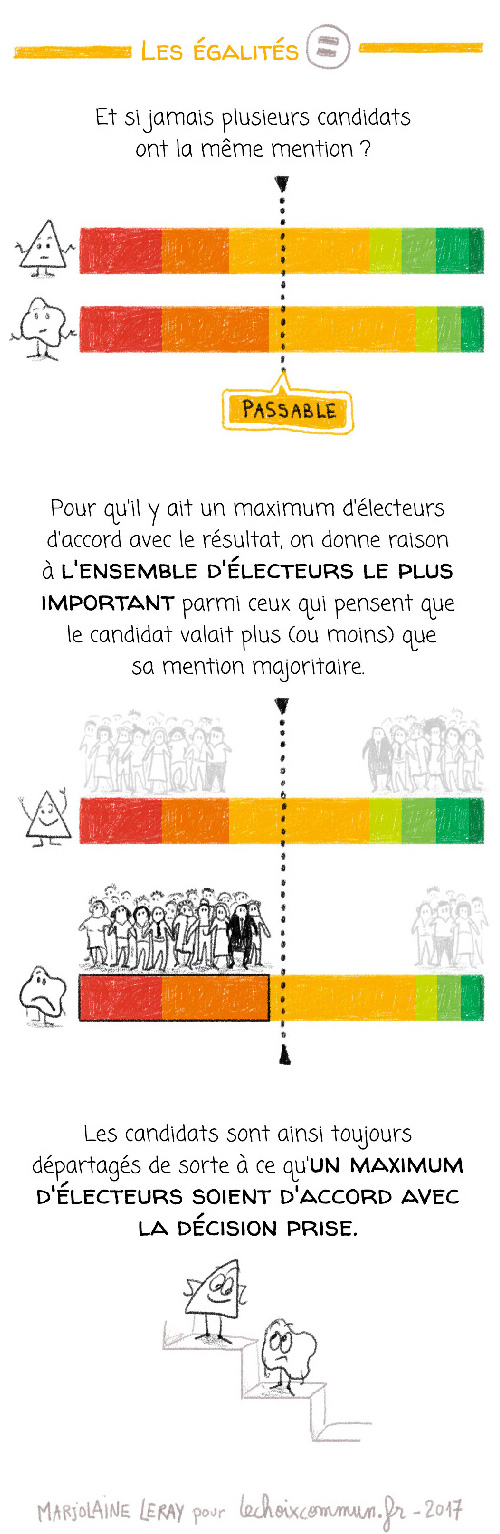 Les égalités =
Et si jamais plusieurs candidats
ont la même mention ?
PASSABLE
Pour qu'il y ait un maximum d'électeurs
d'accord avec le résultat, on donne raison
à L'ENSEMBLE D'ÉLECTEURS LE PLUS
IMPORTANT parmi ceux qui pensent que
le candidat valait plus (ou moins) que
sa mention majoritaire.
Les candidats sont ainsi toujours
départagés de sorte à ce qu'UN MAXIMUM
D'ÉLECTEURS SOIENT D'ACCORD AVEC
LA DÉCISION PRISE.
MARJOLAINE LERAY pour lechoixcommun.fr - 2017